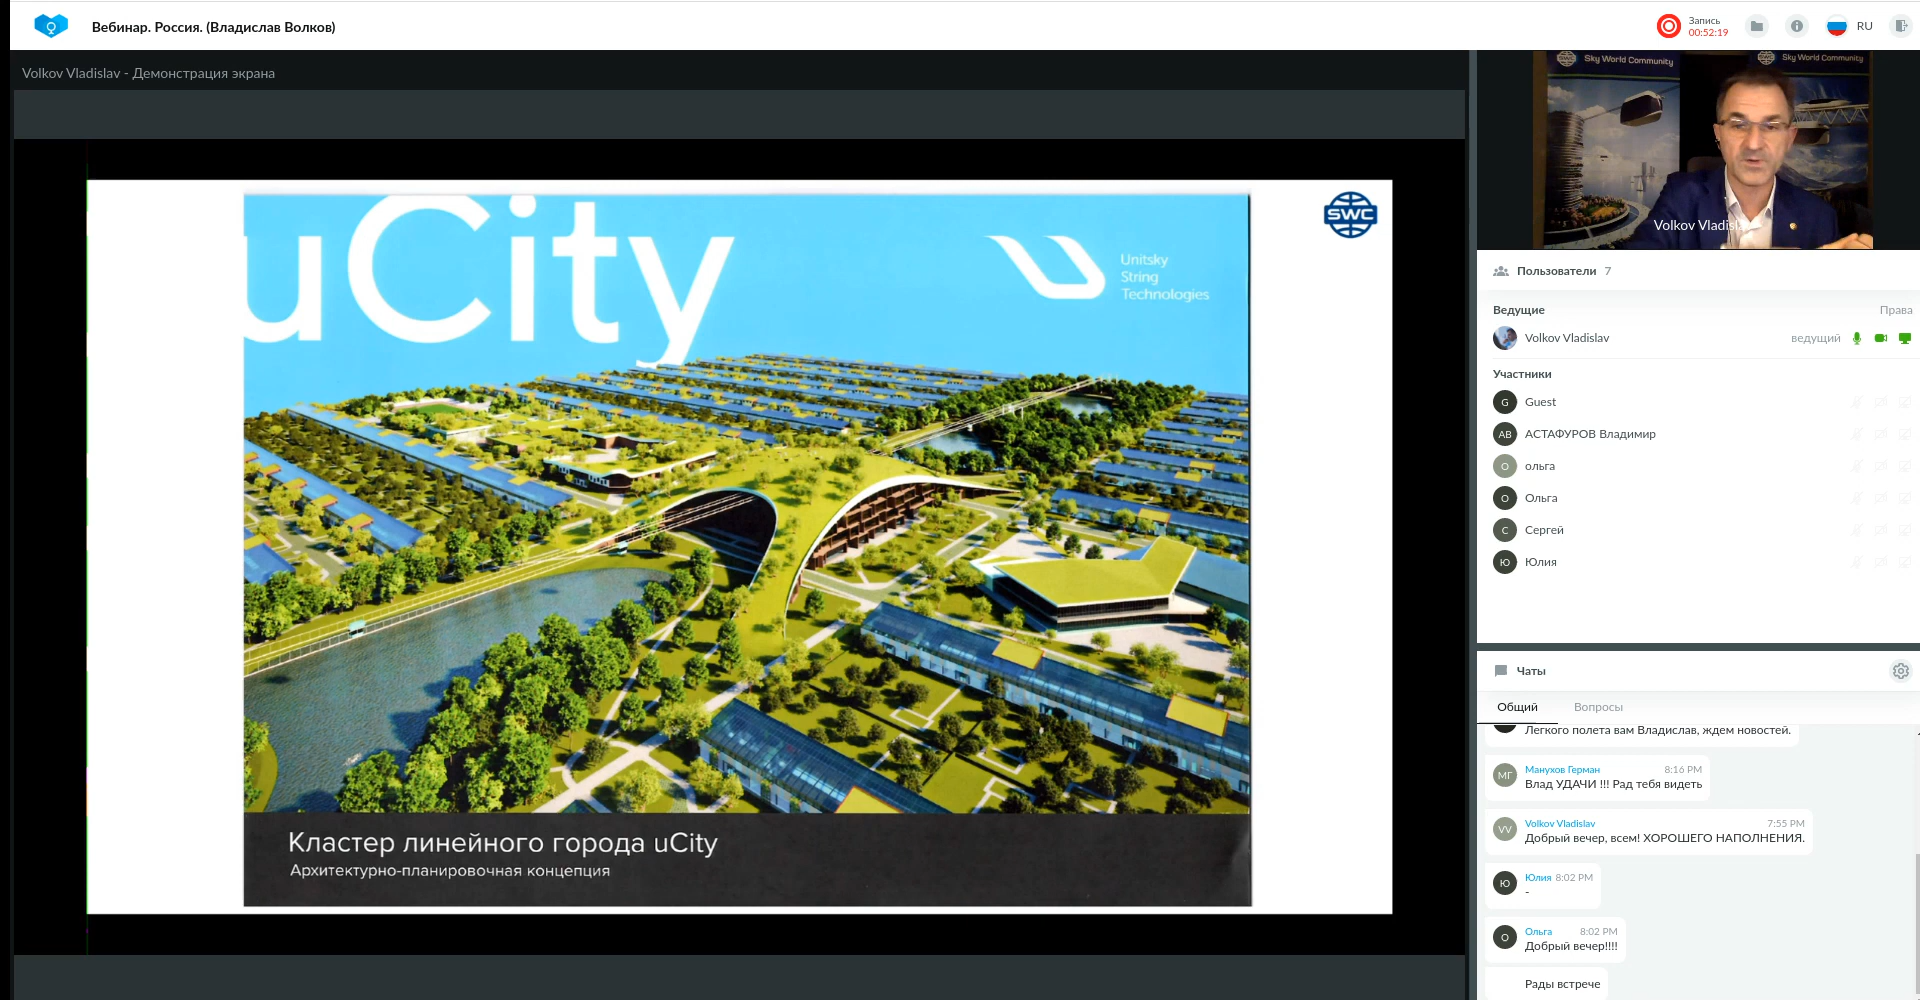 Вебинар. Россия. (Владислав Волков)
Запись
00:52:19
RU
Volkov Vladislav - Демонстрация экрана
uCity
Unitsky
String
Technologies
SWC
Кластер линейного города uCity
Архитектурно-планировочная концепция
Sky World Community
Sky World Community
Volkov Vladislav
Пользователи 7
Ведущие
Права
Volkov Vladislav
ведущий
Участники
G
Guest
АВ
АСТАФУРОВ Владимир
О
ольга
О
Ольга
С
Сергей
Ю
Юлия
Чаты
Общий
Вопросы
Легкого полета вам Владислав, ждем новостей.
МГ
Манухов Герман 8:16 PM
Влад УДАЧИ !!! Рад тебя видеть
VV
Volkov Vladislav 7:55 PM
Добрый вечер, всем! ХОРОШЕГО НАПОЛНЕНИЯ.
Ю
Юлия 8:02 PM
-
О
Ольга 8:02 PM
Добрый вечер!!!!
Рады встрече